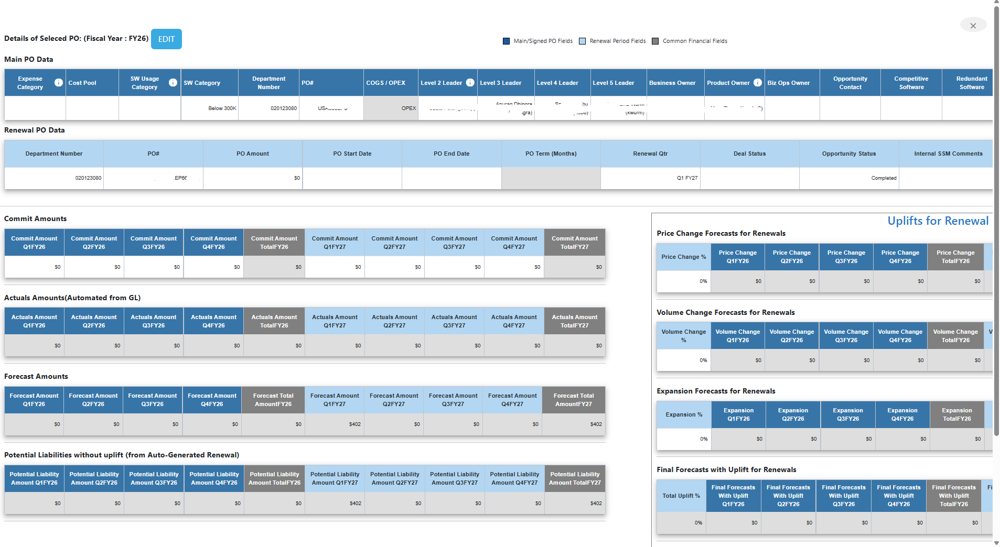 Details of Seleced PO: (Fiscal Year : FY26) EDIT
Main/Signed PO Fields Renewal Period Fields Common Financial Fields
Main PO Data
Expense Category Cost Pool SW Usage Category SW Category Department Number PO# COGS / OPEX Level 2 Leader Level 3 Leader Level 4 Leader Level 5 Leader Business Owner Product Owner Biz Ops Owner Opportunity Contact Competitive Software Redundant Software
Below 300K 020123080 OPEX Anurag Dhingra
(kwurm)
Renewal PO Data
Department Number PO# PO Amount PO Start Date PO End Date PO Term (Months) Renewal Qtr Deal Status Opportunity Status Internal SSM Comments
020123080 $0 Q1 FY27 Completed
Commit Amounts
Commit Amount Q1FY26 Commit Amount Q2FY26 Commit Amount Q3FY26 Commit Amount Q4FY26 Commit Amount TotalFY26 Commit Amount Q1FY27 Commit Amount Q2FY27 Commit Amount Q3FY27 Commit Amount Q4FY27 Commit Amount TotalFY27
$0 $0 $0 $0 $0 $0 $0 $0 $0 $0
Actuals Amounts(Automated from GL)
Actuals Amount Q1FY26 Actuals Amount Q2FY26 Actuals Amount Q3FY26 Actuals Amount Q4FY26 Actuals Amount TotalFY26 Actuals Amount Q1FY27 Actuals Amount Q2FY27 Actuals Amount Q3FY27 Actuals Amount Q4FY27 Actuals Amount TotalFY27
$0 $0 $0 $0 $0 $0 $0 $0 $0 $0
Forecast Amounts
Forecast Amount Q1FY26 Forecast Amount Q2FY26 Forecast Amount Q3FY26 Forecast Amount Q4FY26 Forecast Total AmountFY26 Forecast Amount Q1FY27 Forecast Amount Q2FY27 Forecast Amount Q3FY27 Forecast Amount Q4FY27 Forecast Total AmountFY27
$0 $0 $0 $0 $0 $402 $0 $0 $0 $402
Potential Liabilities without uplift (from Auto-Generated Renewal)
Potential Liability Amount Q1FY26 Potential Liability Amount Q2FY26 Potential Liability Amount Q3FY26 Potential Liability Amount Q4FY26 Potential Liability Amount TotalFY26 Potential Liability Amount Q1FY27 Potential Liability Amount Q2FY27 Potential Liability Amount Q3FY27 Potential Liability Amount Q4FY27 Potential Liability Amount TotalFY27
$0 $0 $0 $0 $0 $402 $0 $0 $0 $402
Uplifts for Renewal
Price Change Forecasts for Renewals
Price Change % Price Change Q1FY26 Price Change Q2FY26 Price Change Q3FY26 Price Change Q4FY26 Price Change TotalFY26
0% $0 $0 $0 $0 $0
Volume Change Forecasts for Renewals
Volume Change % Volume Change Q1FY26 Volume Change Q2FY26 Volume Change Q3FY26 Volume Change Q4FY26 Volume Change TotalFY26
0% $0 $0 $0 $0 $0
Expansion Forecasts for Renewals
Expansion % Expansion Q1FY26 Expansion Q2FY26 Expansion Q3FY26 Expansion Q4FY26 Expansion TotalFY26
0% $0 $0 $0 $0 $0
Final Forecasts with Uplift for Renewals
Total Uplift % Final Forecasts With Uplift Q1FY26 Final Forecasts With Uplift Q2FY26 Final Forecasts With Uplift Q3FY26 Final Forecasts With Uplift Q4FY26 Final Forecasts With Uplift TotalFY26
0% $0 $0 $0 $0 $0